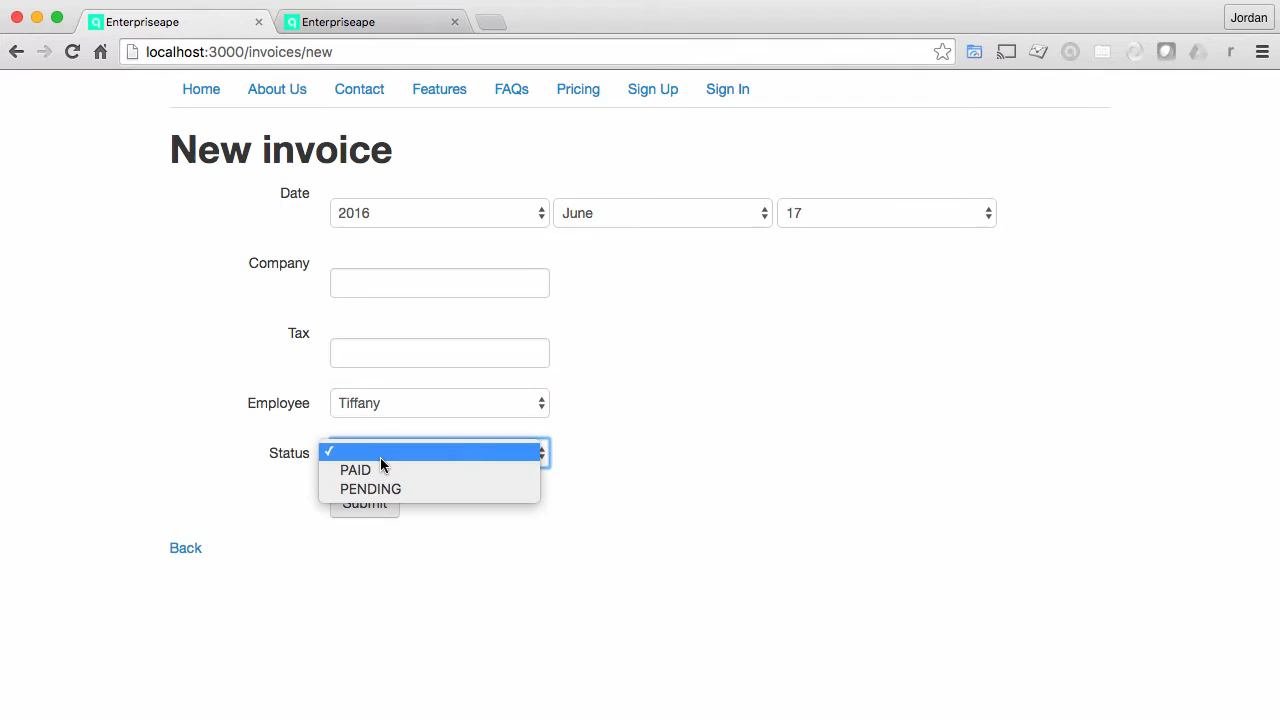 Enterpriseape
Enterpriseape
Jordan
localhost:3000/invoices/new
r
Home About Us Contact Features FAQs Pricing Sign Up Sign In
New invoice
Date
2016 June 17
Company
Tax
Employee Tiffany
Status
PAID
PENDING
Submit
Back